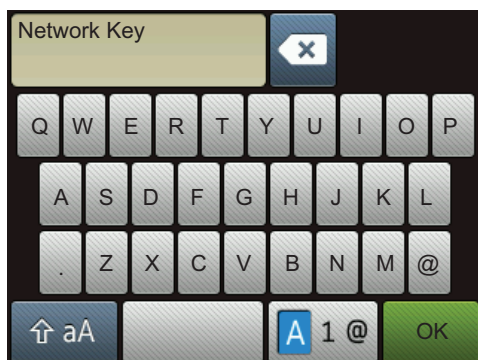 Network Key
Q W E R T Y U I O P
A S D F G H J K L
. Z X C V B N M @
aA A 1 @ OK